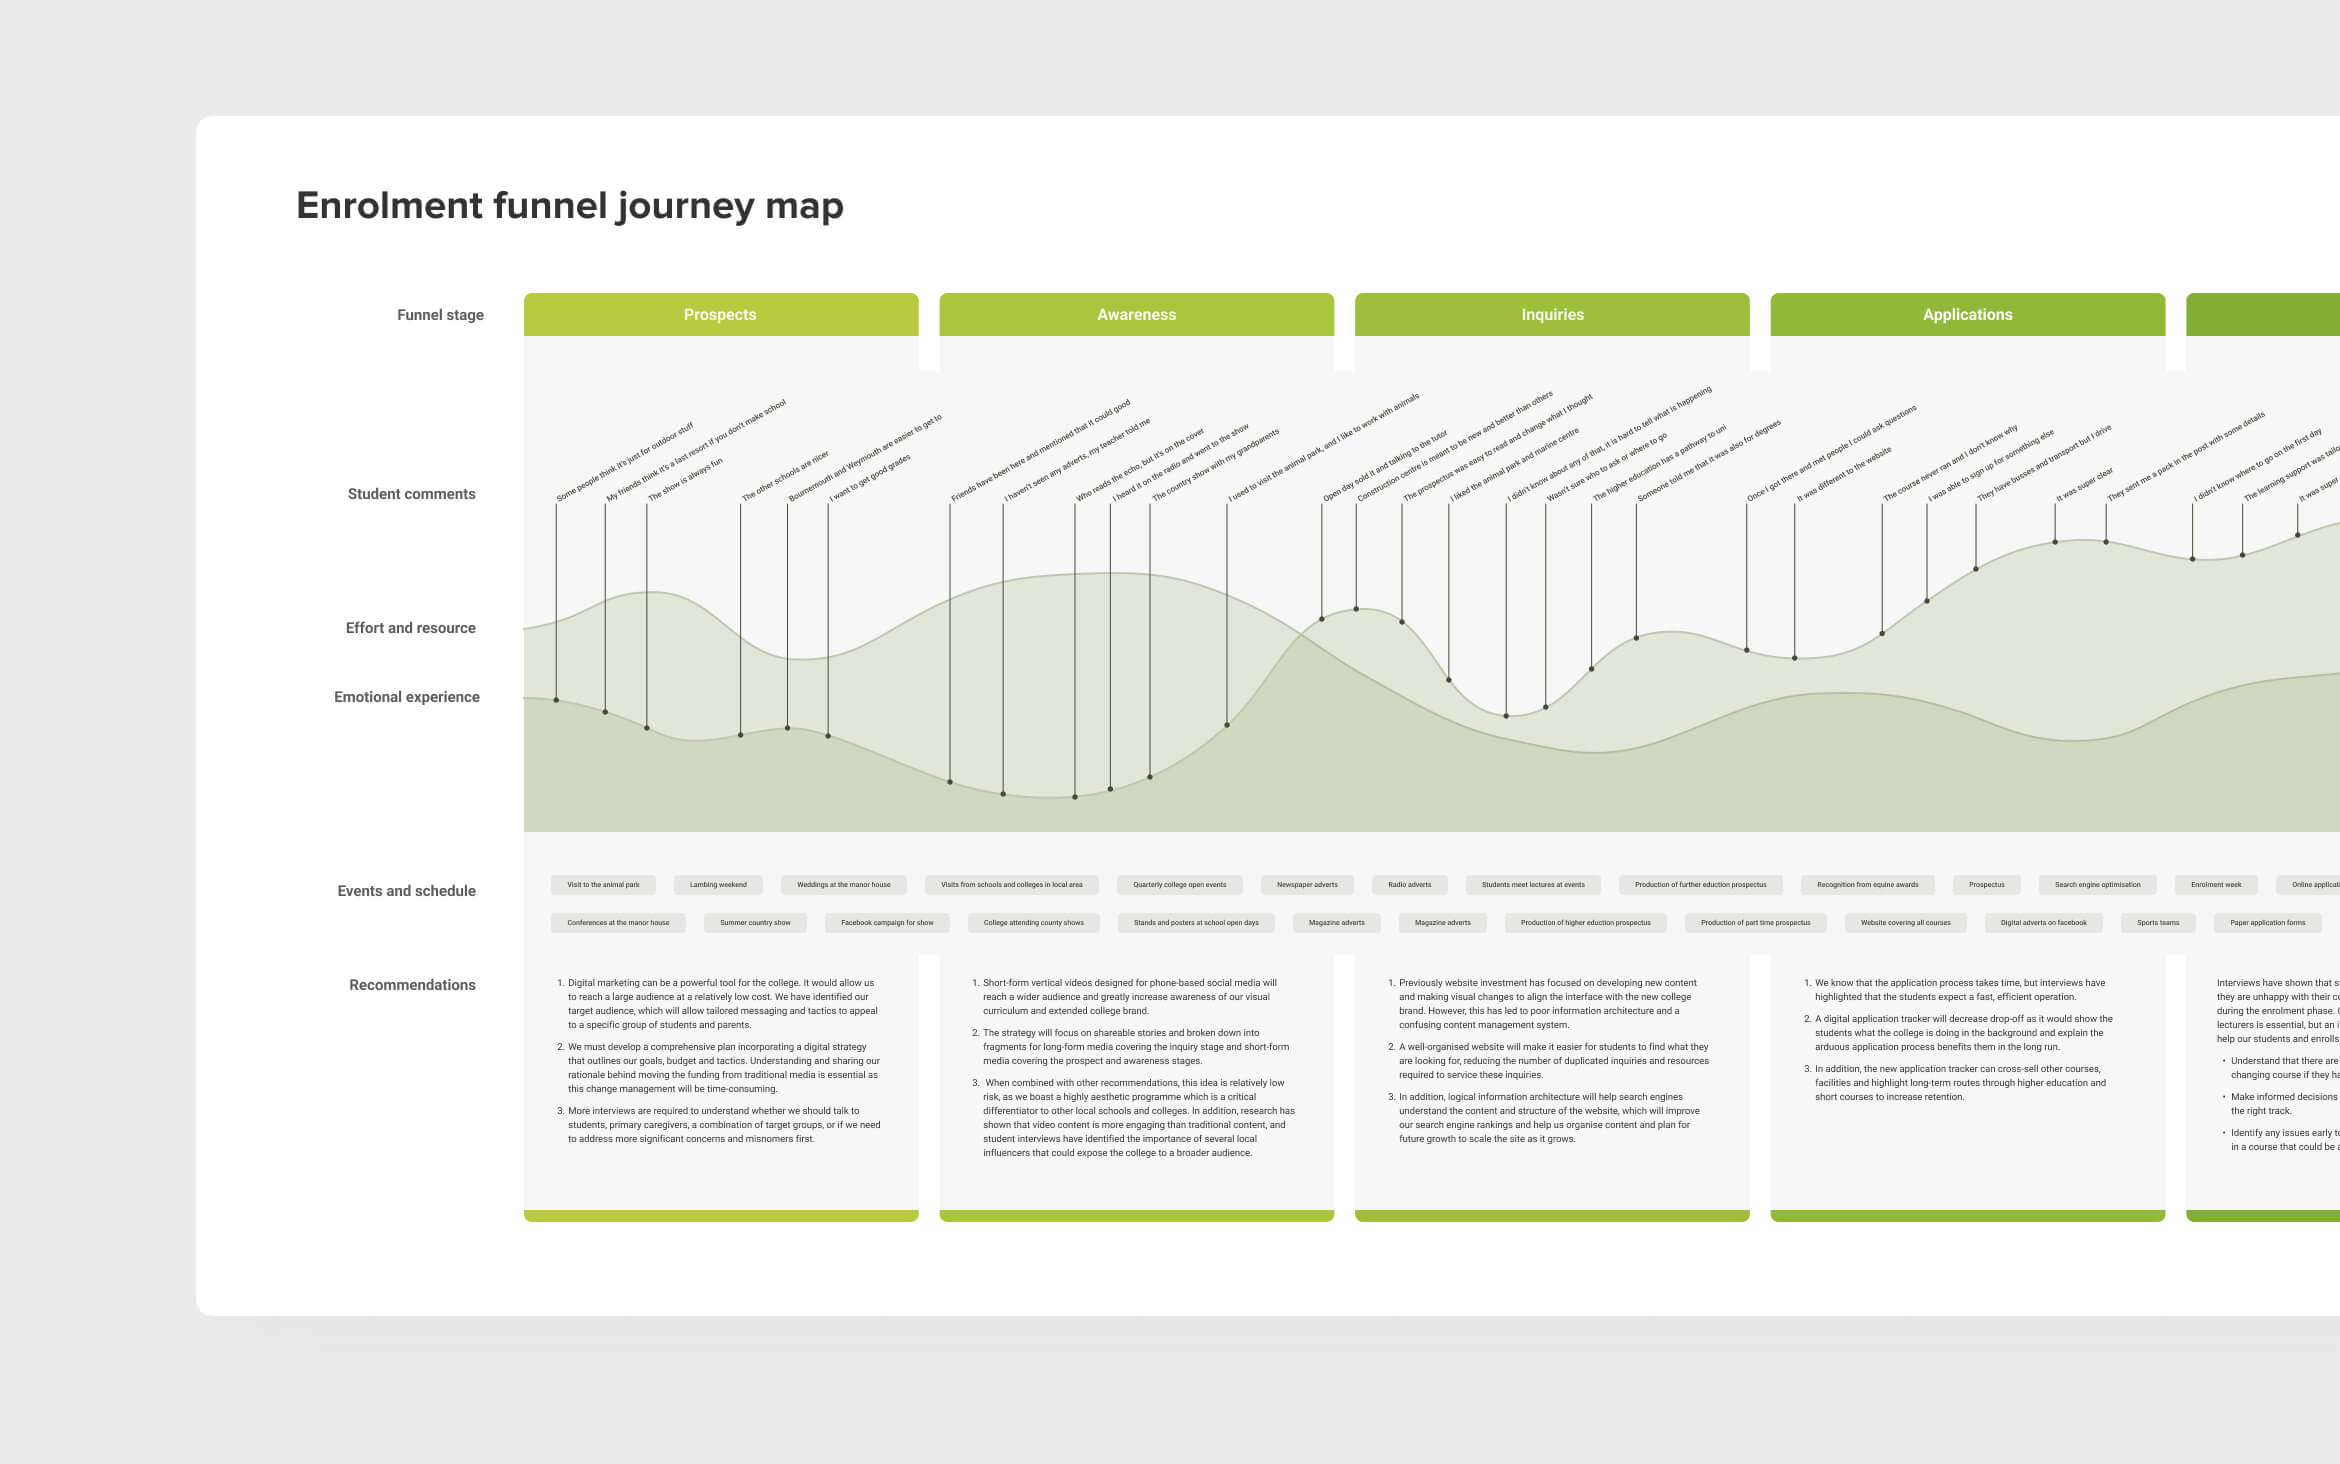 Enrolment funnel journey map
Funnel stage
Prospects
Awareness
Inquiries
Applications
Student comments
Some people think it's just for outdoor stuff
My friends think it's a last resort if you don't make school
The show is always fun
The other schools are nicer
Bournemouth and Weymouth are easier to get to
I want to get good grades
Friends have been here and mentioned that it could good
I haven't seen any adverts, my teacher told me
Who reads the echo, but it's on the cover
I heard it on the radio and went to the show
The country show with my grandparents
I used to visit the animal park, and I like to work with animals
Open day sold it and talking to the tutor
Construction centre is meant to be new and better than others
The prospectus was easy to read and change what I thought
I liked the animal park and marine centre
I didn't know about any of that, it is hard to tell what is happening
Wasn't sure who to ask or where to go
The higher education has a pathway to uni
Someone told me that it was also for degrees
Once I got there and met people I could ask questions
It was different to the website
The course never ran and I don't know why
I was able to sign up for something else
They have busses and transport but I drive
It was super clear
They sent me a pack in the post with some details
I didn't know where to go on the first day
The learning support was
It was super
Effort and resource
Emotional experience
Events and schedule
Visit to the animal park
Lambing weekend
Weddings at the manor house
Visits from schools and colleges in local area
Quarterly college open events
Newspaper adverts
Radio adverts
Students meet lectures at events
Production of further eduction prospectus
Recognition from equine awards
Prospectus
Search engine optimisation
Enrolment week
Online
Conferences at the manor house
Summer country show
Facebook campaign for show
College attending county shows
Stands and posters at school open days
Magazine adverts
Magazine adverts
Production of higher eduction prospectus
Production of part time prospectus
Website covering all courses
Digital adverts on facebook
Sports teams
Paper application forms
Recommendations
1. Digital marketing can be a powerful tool for the college. It would allow us
to reach a large audience at a relatively low cost. We have identified our
target audience, which will allow tailored messaging and tactics to appeal
to a specific group of students and parents.
2. We must develop a comprehensive plan incorporating a digital strategy
that outlines our goals, budget and tactics. Understanding and sharing our
rationale behind moving the funding from traditional media is essential as
this change management will be time-consuming.
3. More interviews are required to understand whether we should talk to
students, primary caregivers, a combination of target groups, or if we need
to address more significant concerns and misnomers first.
1. Short-form vertical videos designed for phone-based social media will
reach a wider audience and greatly increase awareness of our visual
curriculum and extended college brand.
2. The strategy will focus on shareable stories and broken down into
fragments for long-form media covering the inquiry stage and short-form
media covering the prospect and awareness stages.
3. When combined with other recommendations, this idea is relatively low
risk, as we boast a highly aesthetic programme which is a critical
differentiator to other local schools and colleges. In addition, research has
shown that video content is more engaging than traditional content, and
student interviews have identified the importance of several local
influencers that could expose the college to a broader audience.
1. Previously website investment has focused on developing new content
and making visual changes to align the interface with the new college
brand. However, this has led to poor information architecture and a
confusing content management system.
2. A well-organised website will make it easier for students to find what they
are looking for, reducing the number of duplicated inquiries and resources
required to service these inquiries.
3. In addition, logical information architecture will help search engines
understand the content and structure of the website, which will improve
our search engine rankings and help us organise content and plan for
future growth to scale the site as it grows.
1. We know that the application process takes time, but interviews have
highlighted that the students expect a fast, efficient operation.
2. A digital application tracker will decrease drop-off as it would show the
students what the college is doing in the background and explain the
arduous application process benefits them in the long run.
3. In addition, the new application tracker can cross-sell other courses,
facilities and highlight long-term routes through higher education and
short courses to increase retention.
Interviews have shown that
they are unhappy with their
during the enrolment phase.
lecturers is essential, but an
help our students and enrolls
• Understand that there are
changing course if they
• Make informed decisions
the right track.
• Identify any issues early
in a course that could be